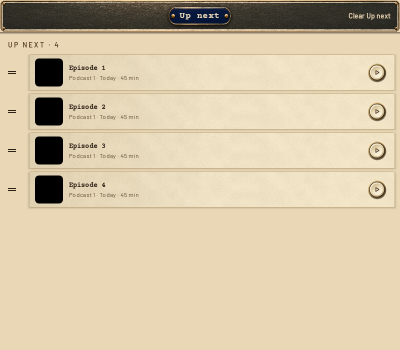 Up next
Clear Up next
UP NEXT · 4
Episode 1
Podcast 1 · Today · 45 min
Episode 2
Podcast 1 · Today · 45 min
Episode 3
Podcast 1 · Today · 45 min
Episode 4
Podcast 1 · Today · 45 min